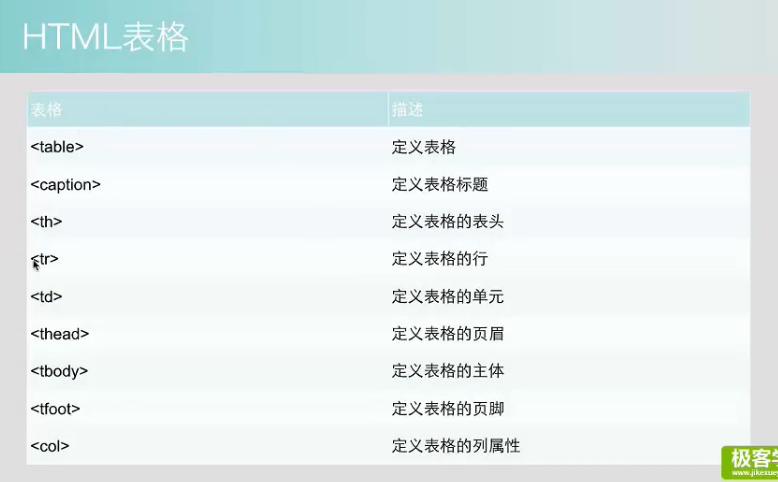 HTML表格
表格 描述
<table> 定义表格
<caption> 定义表格标题
<th> 定义表格的表头
<tr> 定义表格的行
<td> 定义表格的单元
<thead> 定义表格的页眉
<tbody> 定义表格的主体
<tfoot> 定义表格的页脚
<col> 定义表格的列属性
极客学